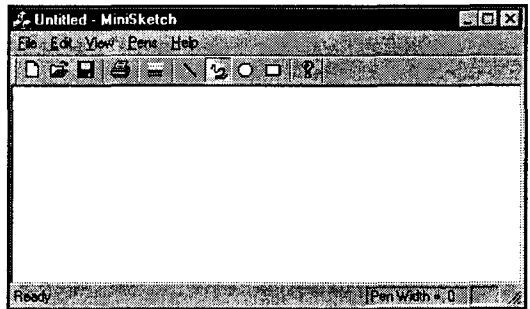 Untitled - MiniSketch
File Edit View Pens Help
Ready Pen Width = 0